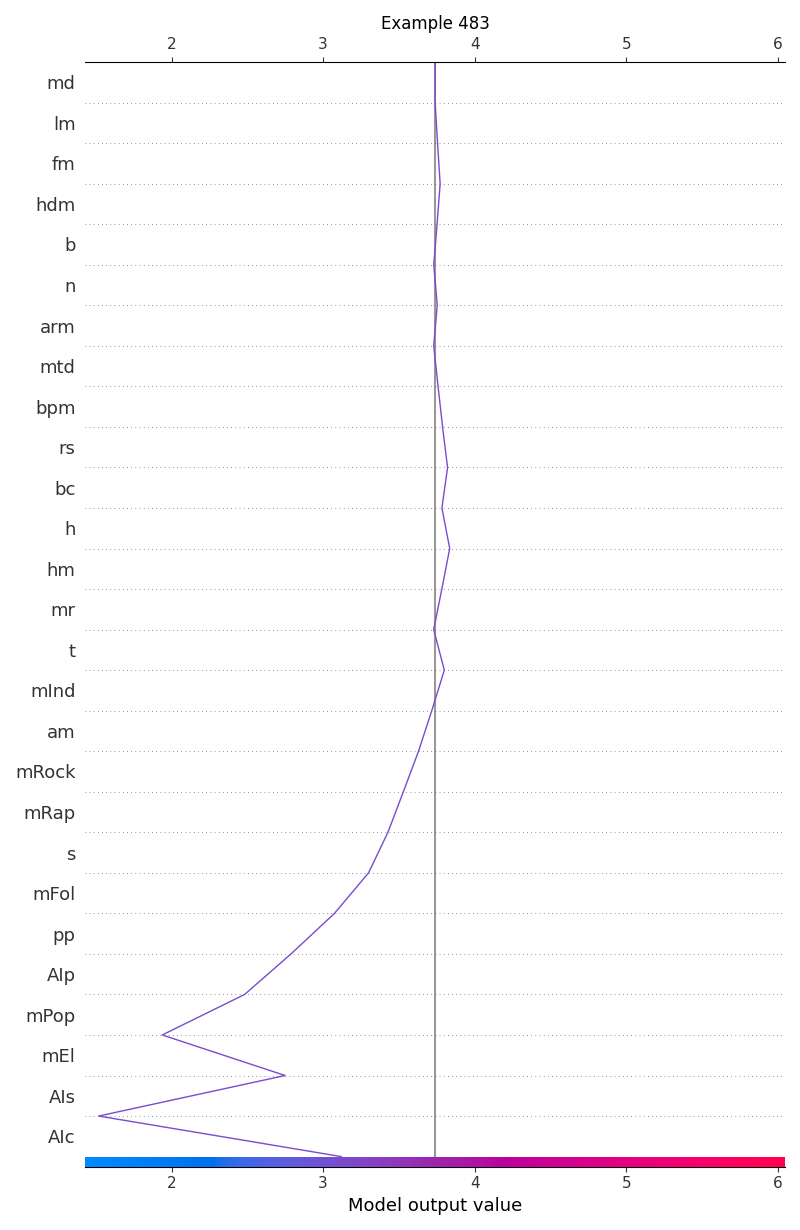 Example 483
2 3 4 5 6
md
lm
fm
hdm
b
n
arm
mtd
bpm
rs
bc
h
hm
mr
t
mInd
am
mRock
mRap
s
mFol
pp
AIp
mPop
mEl
AIs
AIc
2 3 4 5 6
Model output value